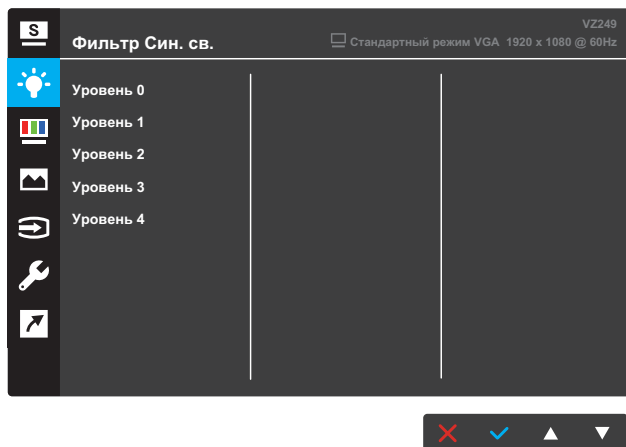 S
VZ249
Фильтр Син. св.
Стандартный режим VGA 1920 x 1080 @ 60Hz
Уровень 0
Уровень 1
Уровень 2
Уровень 3
Уровень 4